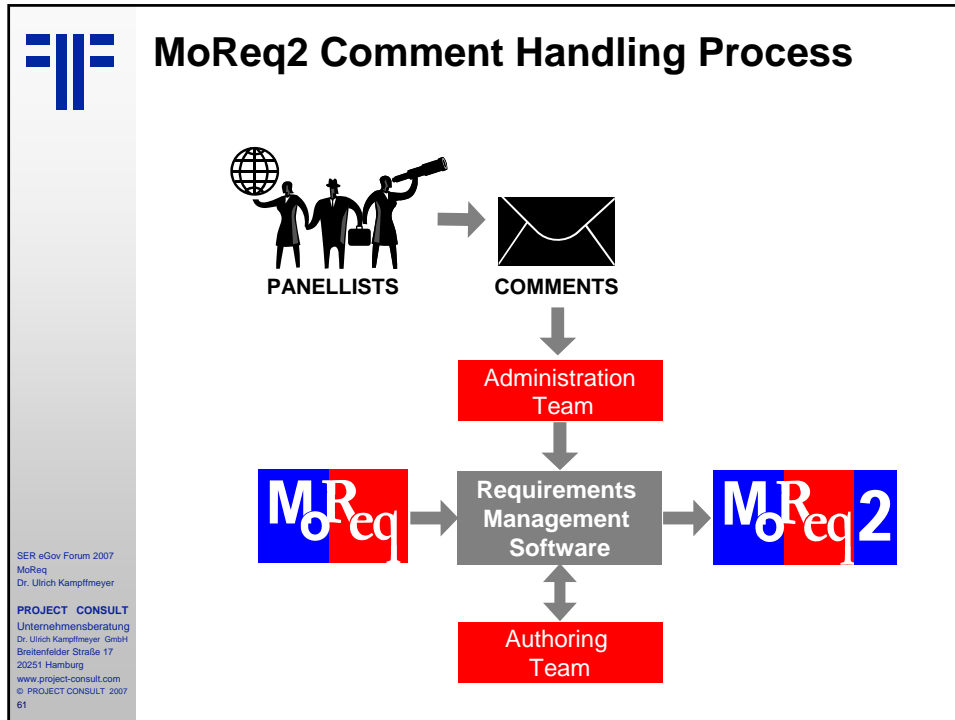 MoReq2 Comment Handling Process
PANELLISTS
COMMENTS
Administration
Team
MoReq
Requirements
Management
Software
MoReq2
Authoring
Team
SER eGov Forum 2007
MoReq
Dr. Ulrich Kampffmeyer
PROJECT CONSULT
Unternehmensberatung
Dr. Ulrich Kampffmeyer GmbH
Breitenfelder Straße 17
20251 Hamburg
www.project-consult.com
© PROJECT CONSULT 2007
61